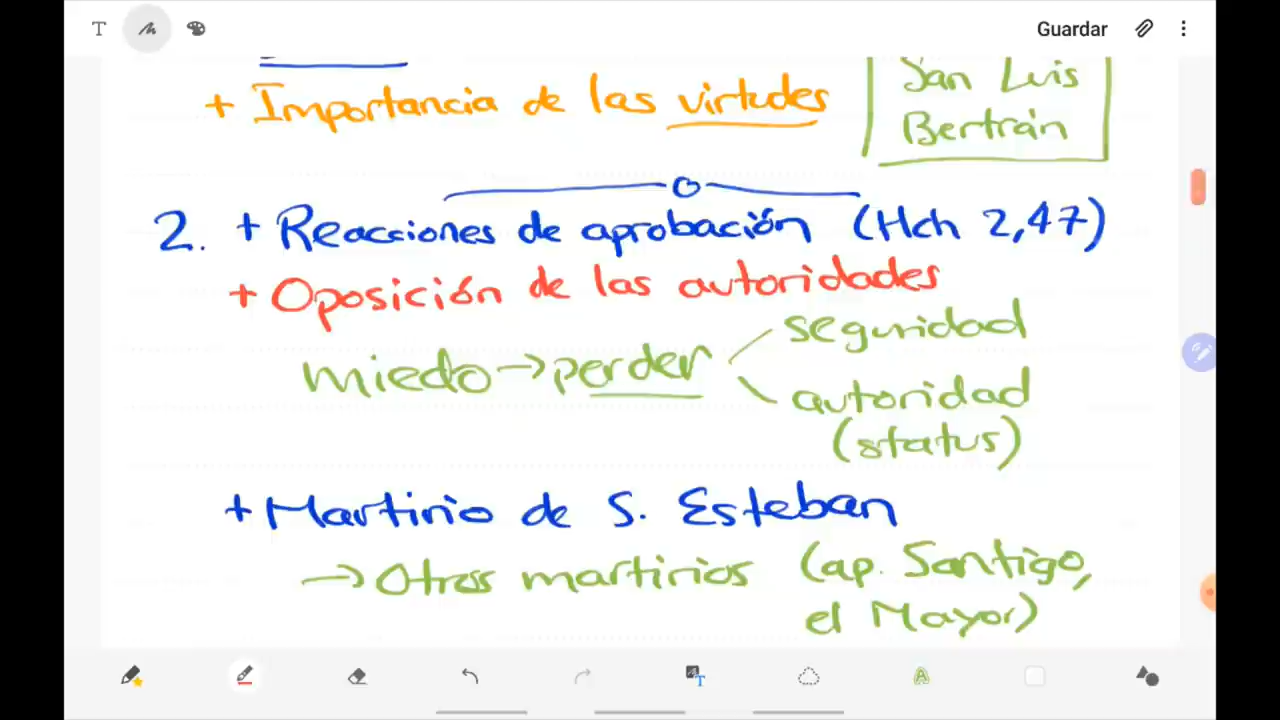 T
Guardar
+ Importancia de las virtudes
San Luis
Bertrán
2. + Reacciones de aprobación (Hch 2,47)
+ Oposición de las autoridades
miedo → perder
seguridad
autoridad
(status)
+ Martirio de S. Esteban
→ Otros martirios (ap. Santigo,
el Mayor)